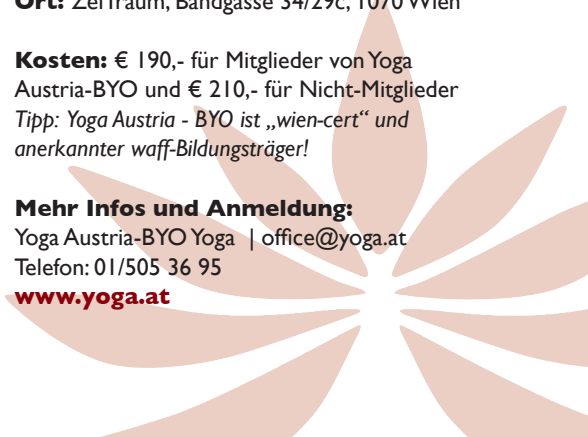 Ort: ZeiTraum, Bandgasse 34/29c, 1070 Wien
Kosten: € 190,- für Mitglieder von Yoga
Austria-BYO und € 210,- für Nicht-Mitglieder
Tipp: Yoga Austria - BYO ist „wien-cert“ und
anerkannter waff-Bildungsträger!
Mehr Infos und Anmeldung:
Yoga Austria-BYO Yoga | office@yoga.at
Telefon: 01/505 36 95
www.yoga.at